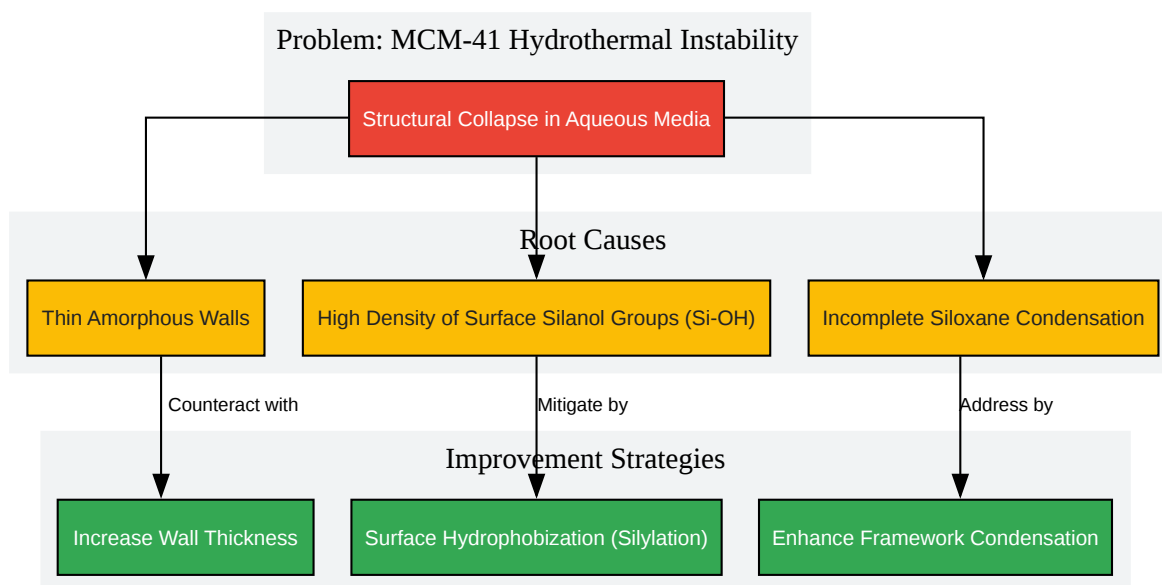 Problem: MCM-41 Hydrothermal Instability
Structural Collapse in Aqueous Media
Root Causes
Thin Amorphous Walls
High Density of Surface Silanol Groups (Si-OH)
Incomplete Siloxane Condensation
Counteract with
Mitigate by
Address by
Improvement Strategies
Increase Wall Thickness
Surface Hydrophobization (Silylation)
Enhance Framework Condensation